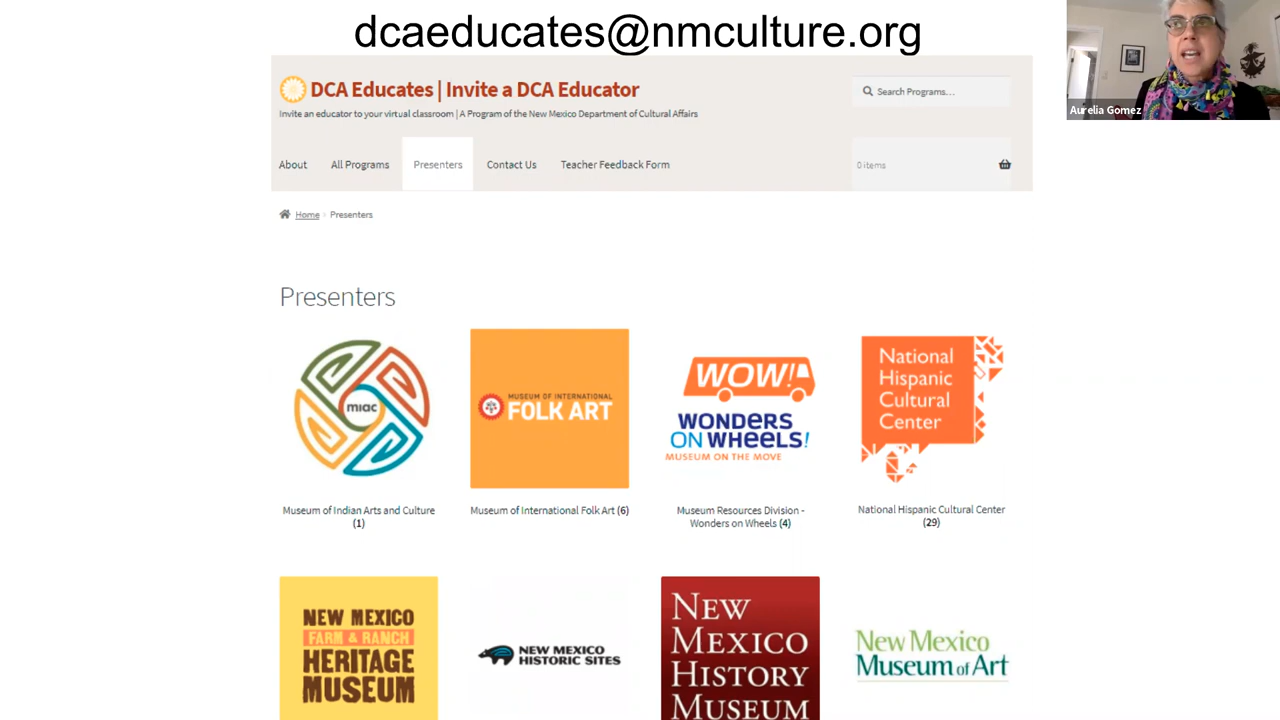 dcaeducates@nmculture.org
DCA Educates | Invite a DCA Educator
Search Programs...
Invite an educator to your virtual classroom | A Program of the New Mexico Department of Cultural Affairs
Aurelia Gomez
About
All Programs
Presenters
Contact Us
Teacher Feedback Form
0 items
Home
Presenters
Presenters
miac
MUSEUM OF INTERNATIONAL
FOLK ART
WOW!
WONDERS
ON WHEELS!
MUSEUM ON THE MOVE
National
Hispanic
Cultural
Center
Museum of Indian Arts and Culture
(1)
Museum of International Folk Art (6)
Museum Resources Division -
Wonders on Wheels (4)
National Hispanic Cultural Center
(29)
NEW MEXICO
FARM & RANCH
HERITAGE
MUSEUM
NEW MEXICO
HISTORIC SITES
NEW
MEXICO
HISTORY
MUSEUM
New Mexico
Museum of Art